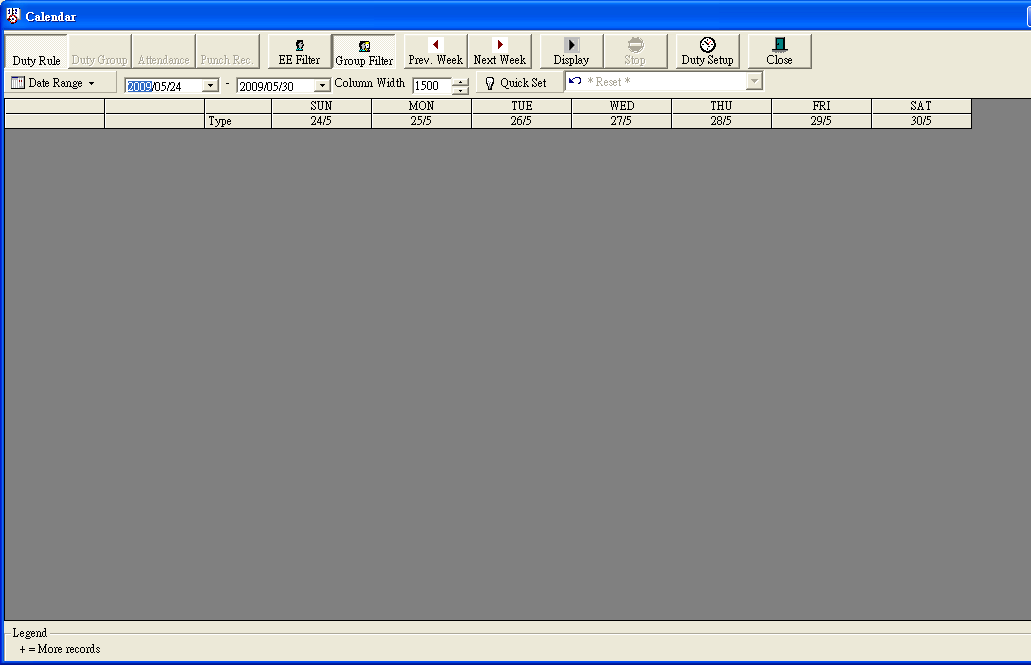 Calendar
Duty Rule Duty Group Attendance Punch Rec. EE Filter Group Filter Prev. Week Next Week Display Stop Duty Setup Close
Date Range 2009/05/24 - 2009/05/30 Column Width 1500 Quick Set * Reset *
SUN MON TUE WED THU FRI SAT
Type 24/5 25/5 26/5 27/5 28/5 29/5 30/5
Legend
+ = More records